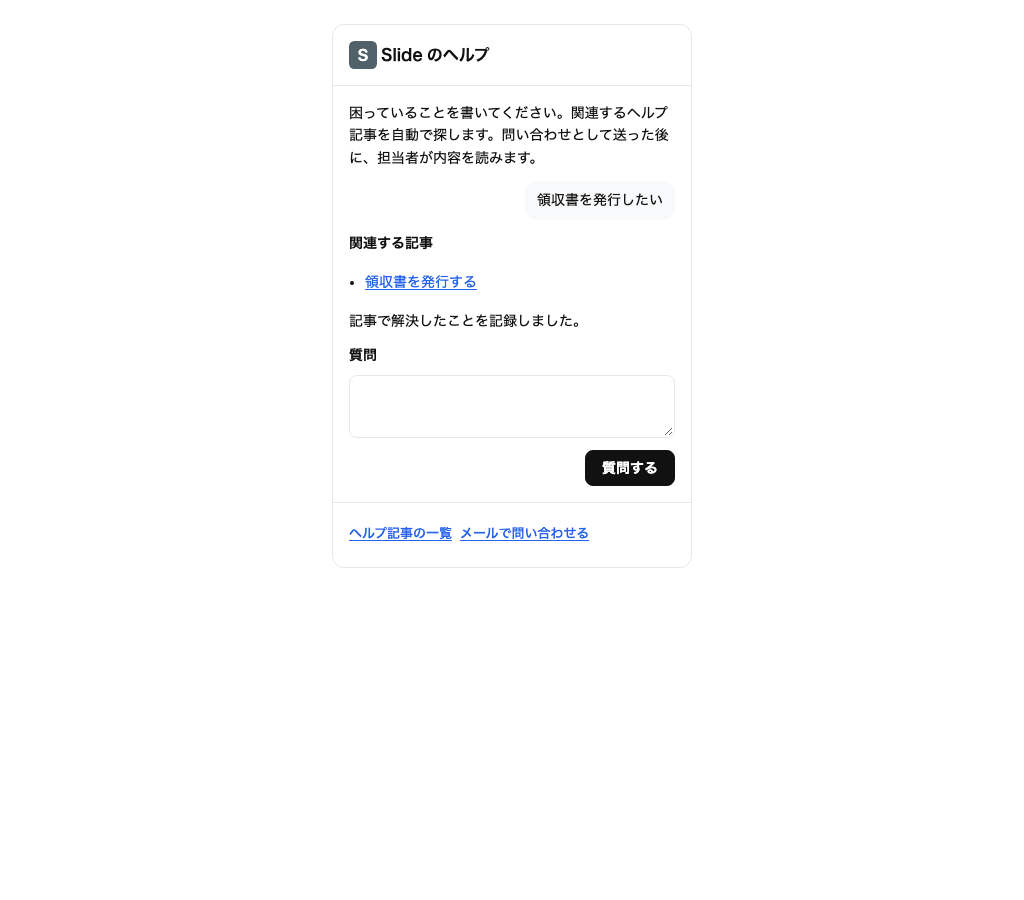 S Slide のヘルプ
困っていることを書いてください。関連するヘルプ
記事を自動で探します。問い合わせとして送った後
に、担当者が内容を読みます。
領収書を発行したい
関連する記事
• 領収書を発行する
記事で解決したことを記録しました。
質問
質問する
ヘルプ記事の一覧 メールで問い合わせる